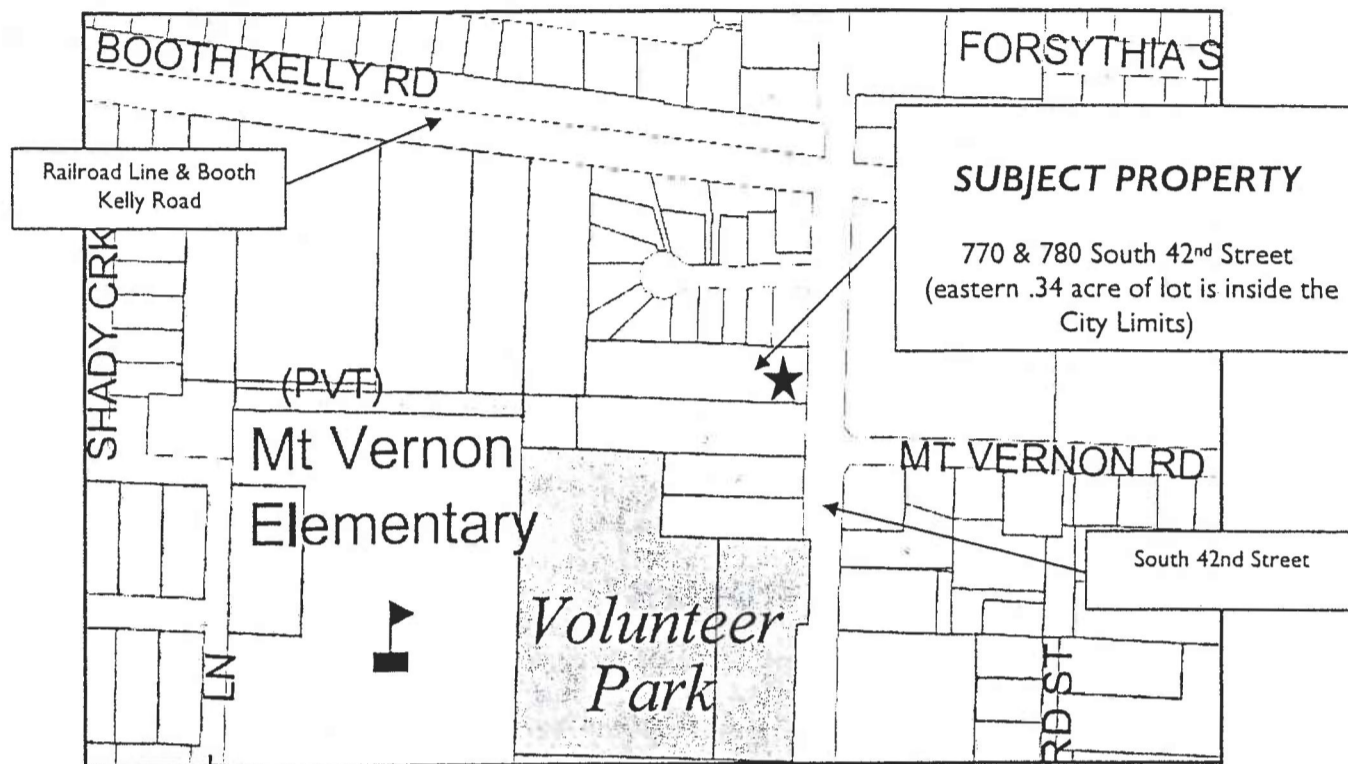 BOOTH KELLY RD
FORSYTHIA S
Railroad Line & Booth
Kelly Road
SUBJECT PROPERTY
770 & 780 South 42nd Street
(eastern .34 acre of lot is inside the
City Limits)
SHADY CRK
(PVT)
Mt Vernon
Elementary
MT VERNON RD
South 42nd Street
Volunteer
Park
LN
RD ST